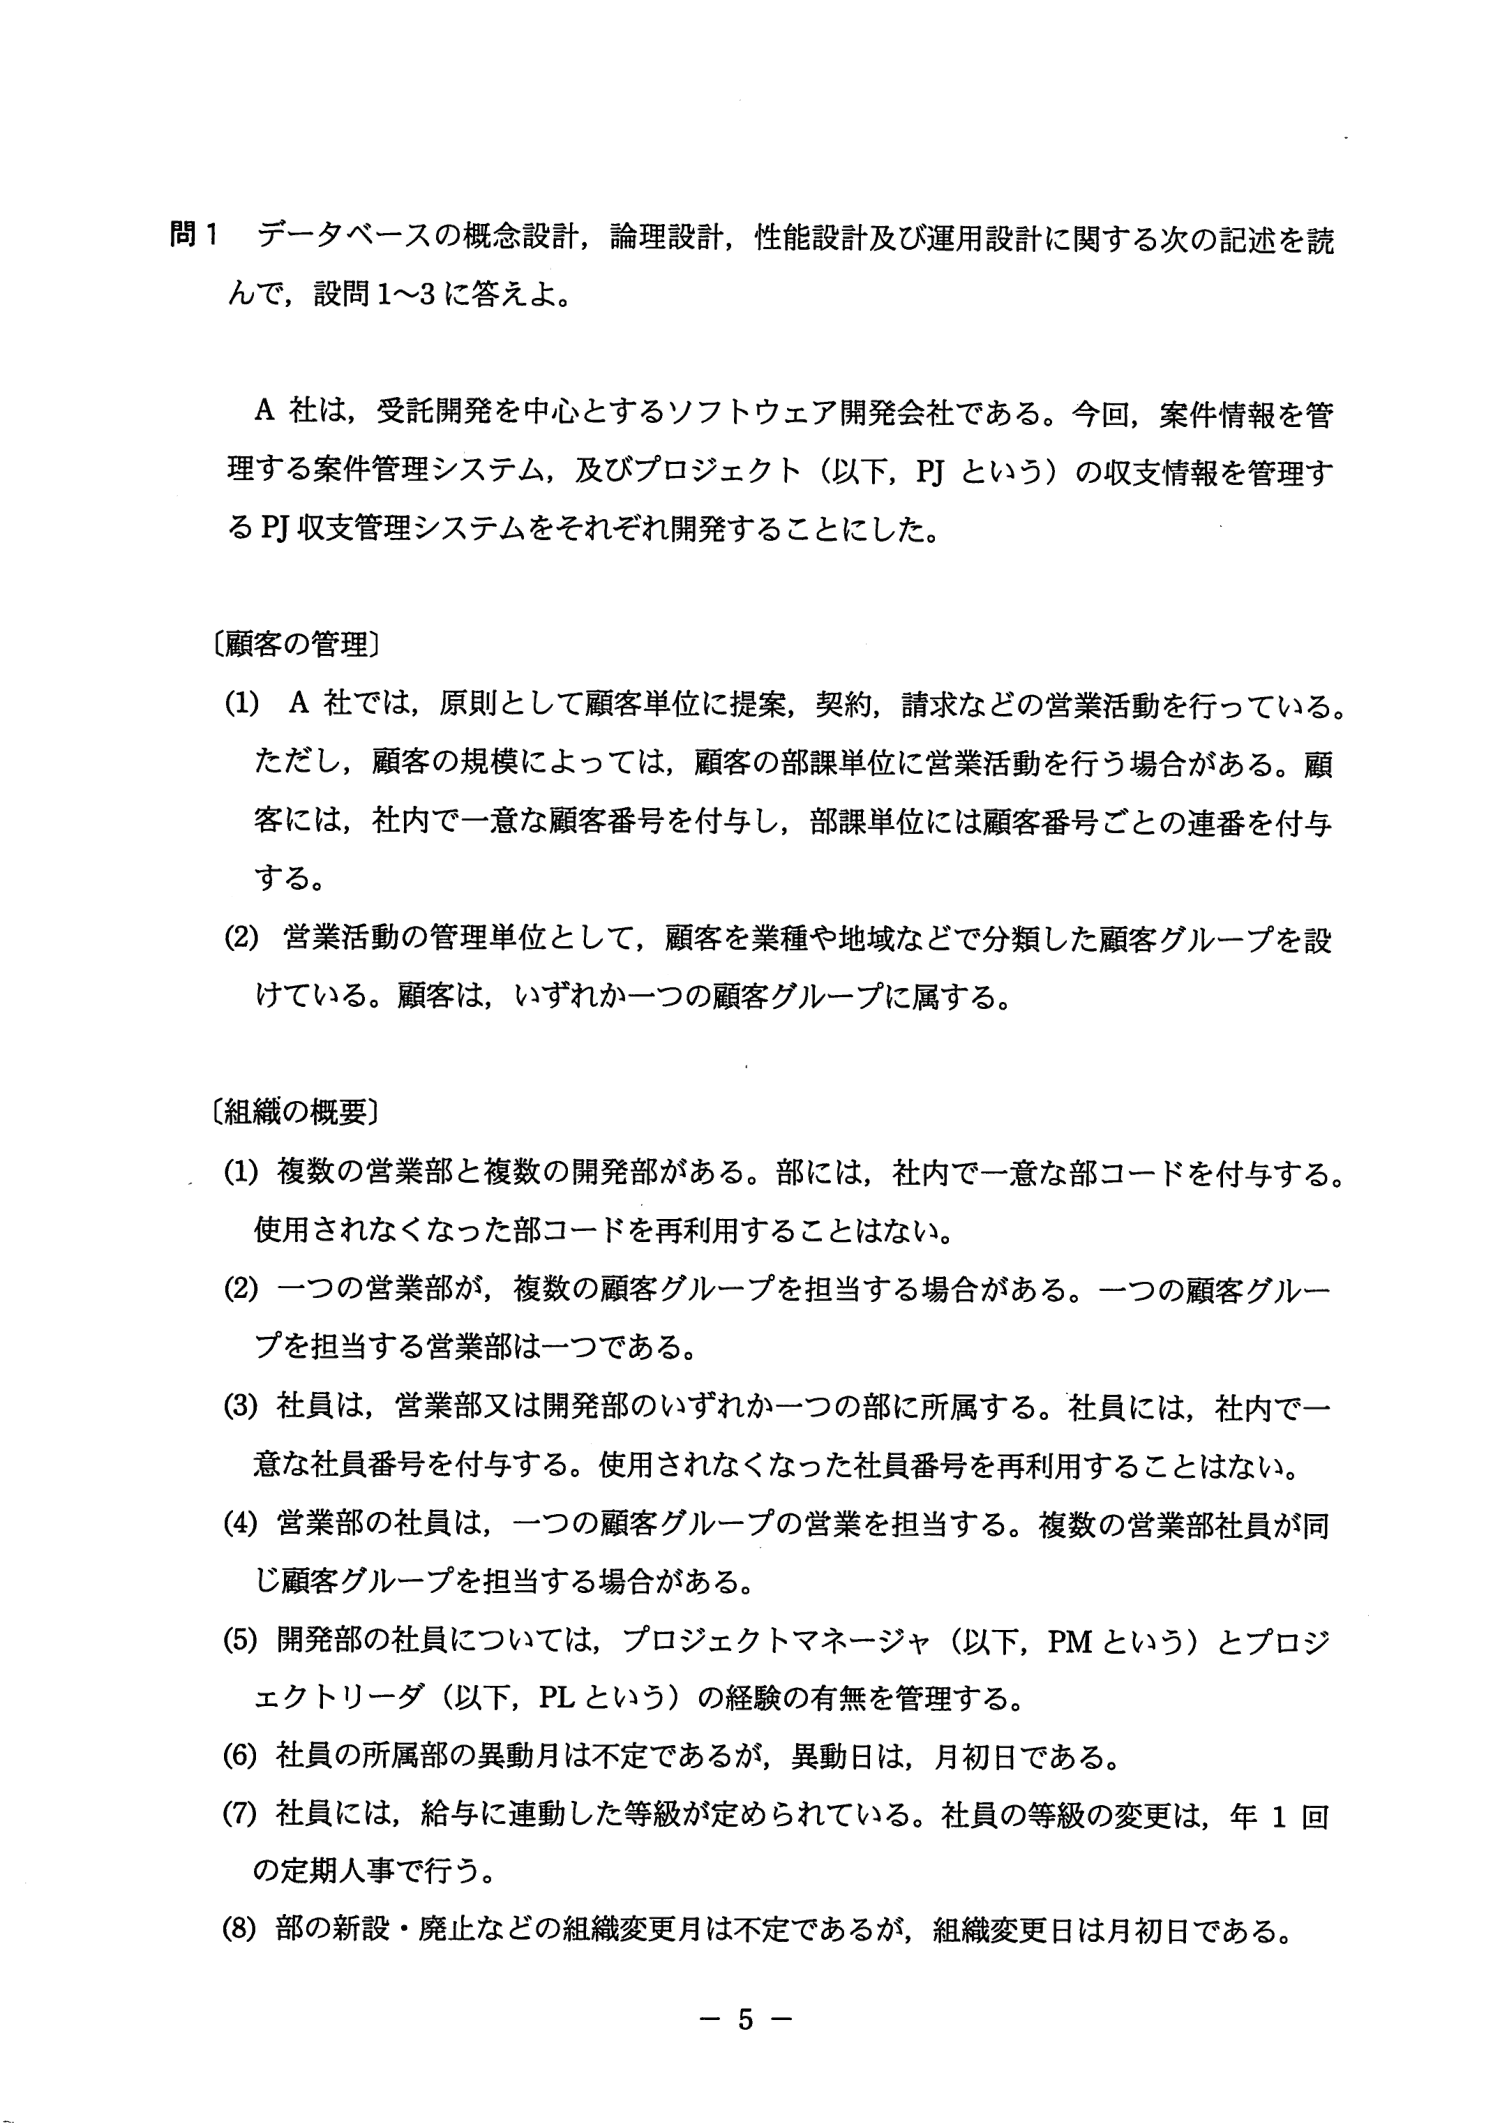 問1 データベースの概念設計，論理設計，性能設計及び運用設計に関する次の記述を読
んで，設問1～3に答えよ。
A 社は，受託開発を中心とするソフトウェア開発会社である。今回，案件情報を管
理する案件管理システム，及びプロジェクト（以下，PJ という）の収支情報を管理す
る PJ 収支管理システムをそれぞれ開発することにした。
〔顧客の管理〕
(1) A 社では，原則として顧客単位に提案，契約，請求などの営業活動を行っている。
ただし，顧客の規模によっては，顧客の部課単位に営業活動を行う場合がある。顧
客には，社内で一意な顧客番号を付与し，部課単位には顧客番号ごとの連番を付与
する。
(2) 営業活動の管理単位として，顧客を業種や地域などで分類した顧客グループを設
けている。顧客は，いずれか一つの顧客グループに属する。
〔組織の概要〕
(1) 複数の営業部と複数の開発部がある。部には，社内で一意な部コードを付与する。
使用されなくなった部コードを再利用することはない。
(2) 一つの営業部が，複数の顧客グループを担当する場合がある。一つの顧客グルー
プを担当する営業部は一つである。
(3) 社員は，営業部又は開発部のいずれか一つの部に所属する。社員には，社内で一
意な社員番号を付与する。使用されなくなった社員番号を再利用することはない。
(4) 営業部の社員は，一つの顧客グループの営業を担当する。複数の営業部社員が同
じ顧客グループを担当する場合がある。
(5) 開発部の社員については，プロジェクトマネージャ（以下，PM という）とプロジ
ェクトリーダ（以下，PL という）の経験の有無を管理する。
(6) 社員の所属部の異動月は不定であるが，異動日は，月初日である。
(7) 社員には，給与に連動した等級が定められている。社員の等級の変更は，年 1 回
の定期人事で行う。
(8) 部の新設・廃止などの組織変更月は不定であるが，組織変更日は月初日である。
－ 5 －